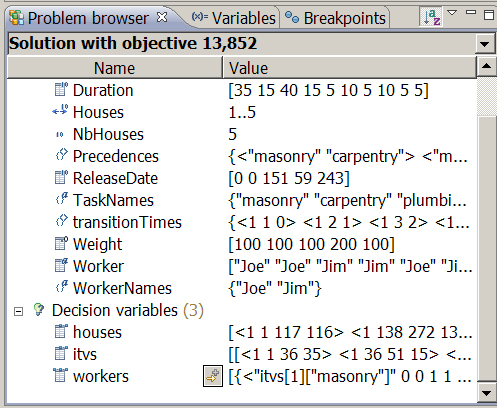 Problem browser (x)= Variables Breakpoints
Solution with objective 13,852
Name Value
Duration [35 15 40 15 5 10 5 10 5 5]
Houses 1..5
NbHouses 5
Precedences {<"masonry" "carpentry"> <"m...
ReleaseDate [0 0 151 59 243]
TaskNames {"masonry" "carpentry" "plumbi...
transitionTimes {<1 1 0> <1 2 1> <1 3 2> <1...
Weight [100 100 100 200 100]
Worker ["Joe" "Joe" "Jim" "Jim" "Joe" "Ji...
WorkerNames {"Joe" "Jim"}
Decision variables (3)
houses [<1 1 117 116> <1 138 272 13...
itvs [[<1 1 36 35> <1 36 51 15> <...
workers [{<"itvs[1]["masonry"]" 0 0 1 1 ...